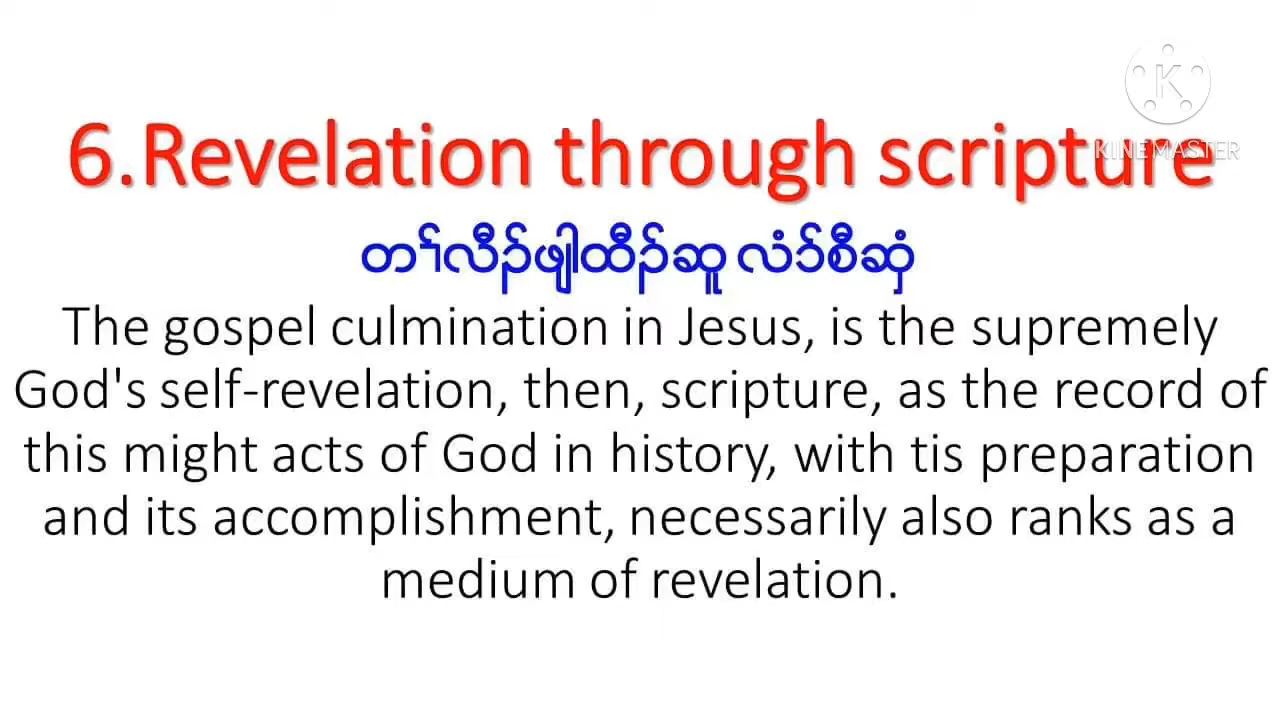 6.Revelation through scripture
K
KINEMASTER
တၢ်လီၣ်ဖျါထီၣ်ဆူ လံာ်စီဆှံ
The gospel culmination in Jesus, is the supremely
God's self-revelation, then, scripture, as the record of
this might acts of God in history, with tis preparation
and its accomplishment, necessarily also ranks as a
medium of revelation.